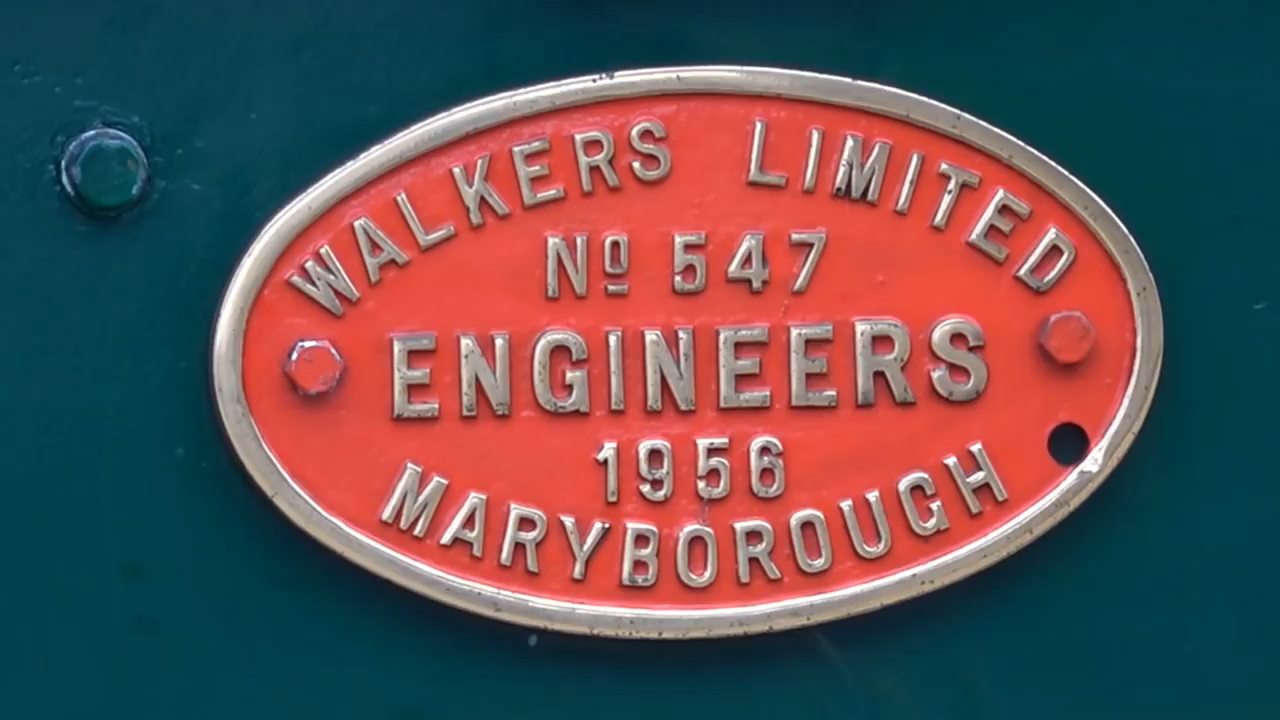 WALKERS LIMITED
Nº 547
ENGINEERS
1956
MARYBOROUGH